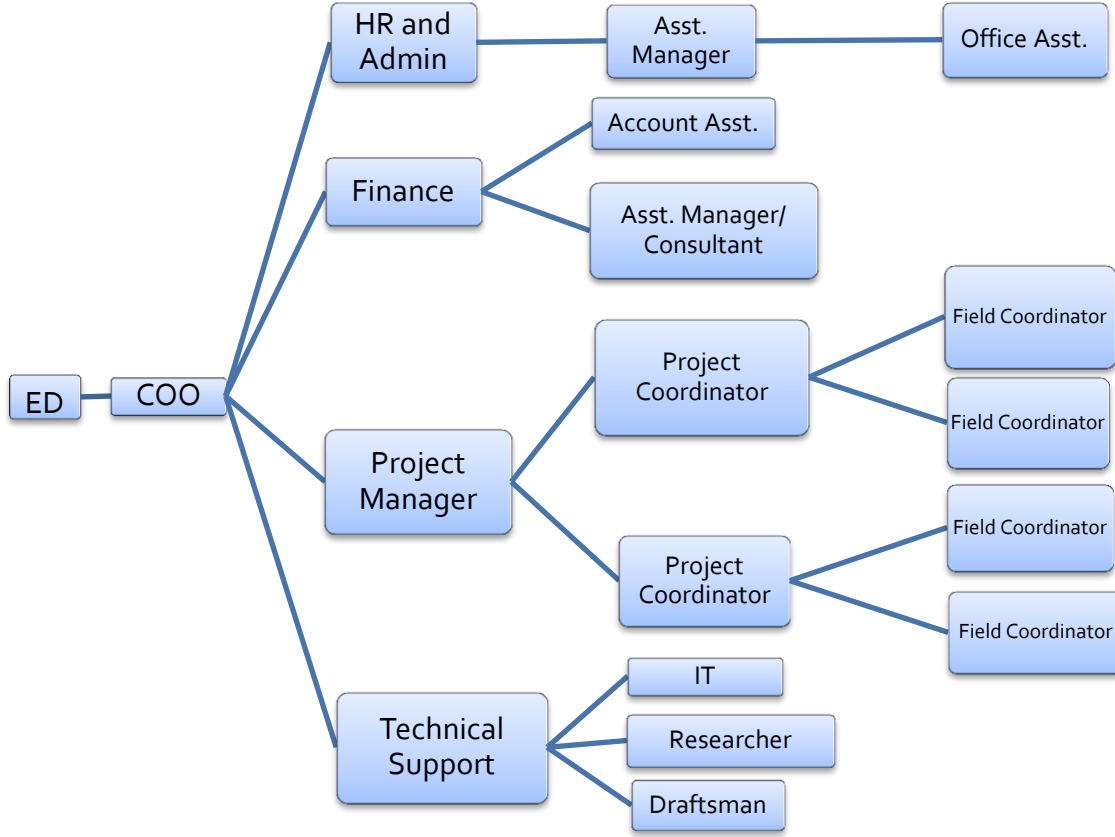 HR and
Admin
Asst.
Manager
Office Asst.
Account Asst.
Finance
Asst. Manager/
Consultant
Field Coordinator
Project
Coordinator
Field Coordinator
ED
COO
Project
Manager
Field Coordinator
Project
Coordinator
Field Coordinator
IT
Technical
Support
Researcher
Draftsman